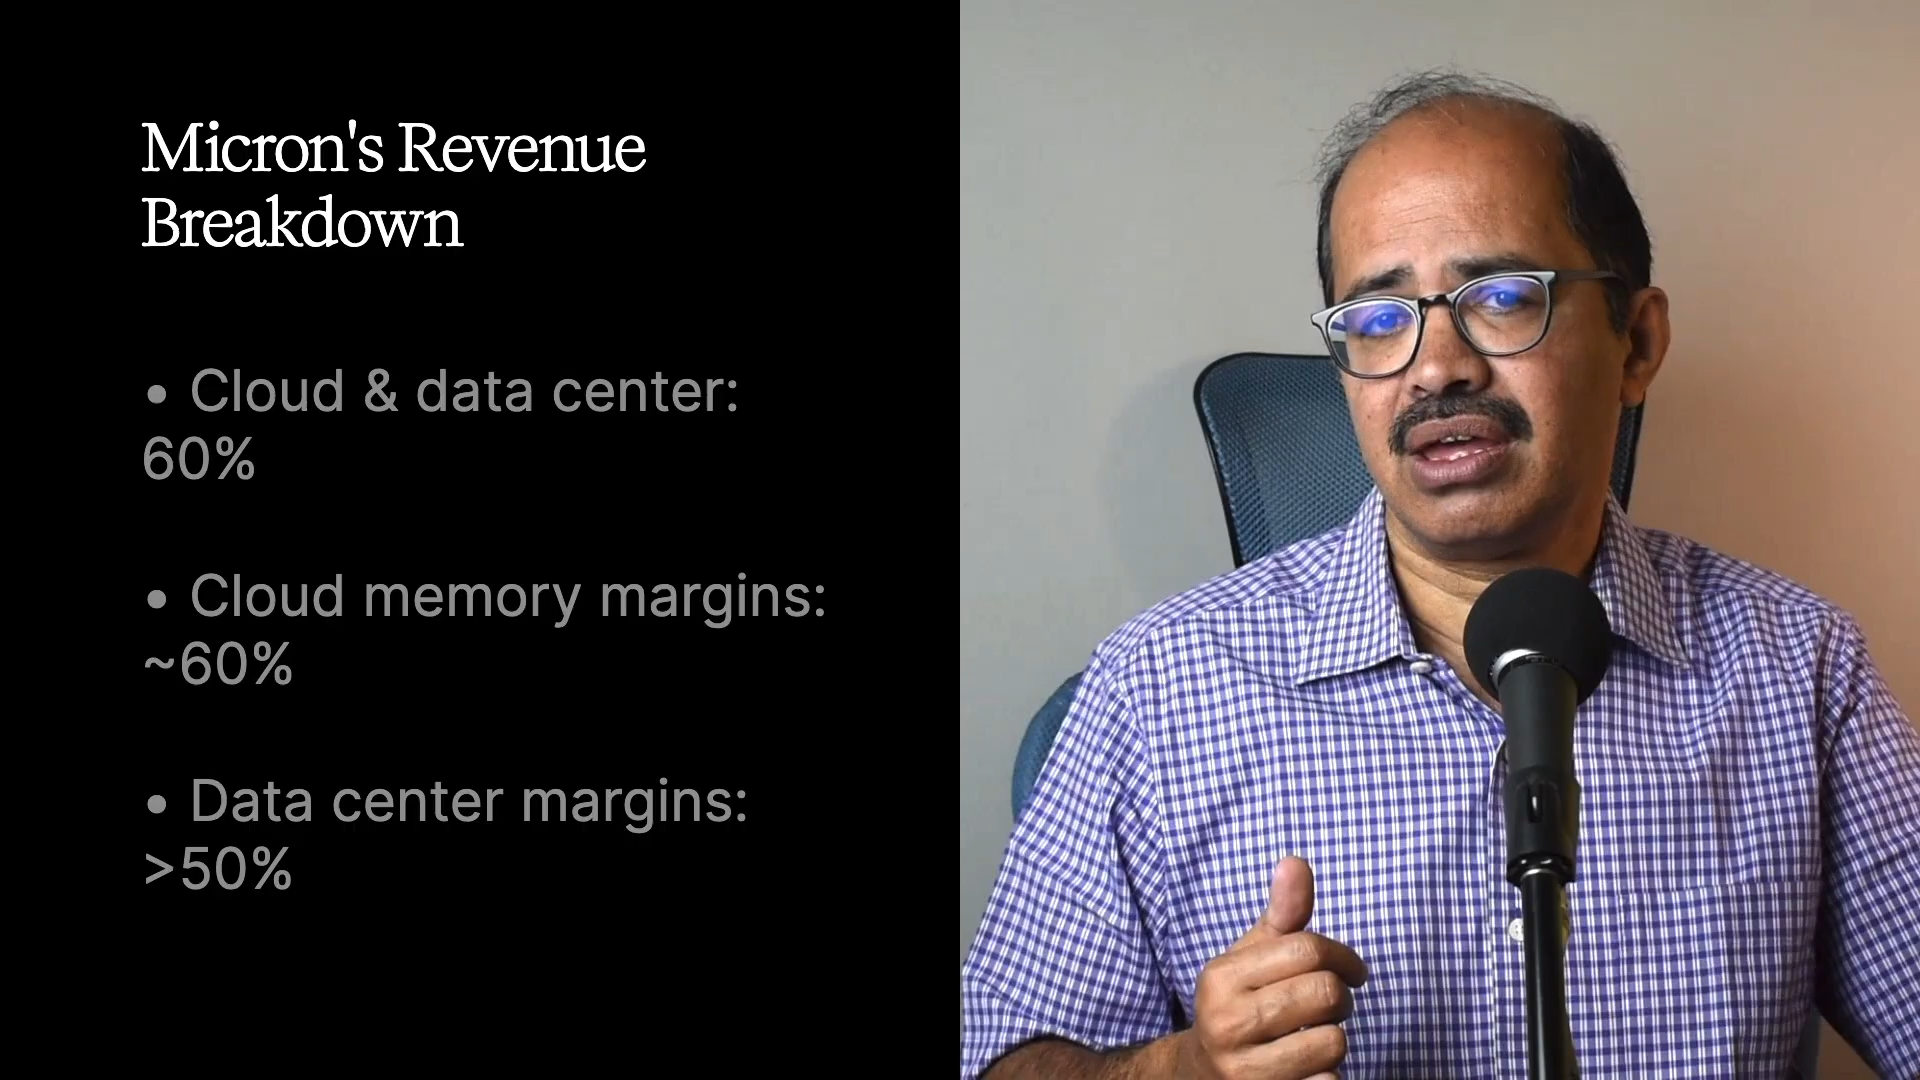 Micron's Revenue
Breakdown
• Cloud & data center:
60%
• Cloud memory margins:
~60%
• Data center margins:
>50%